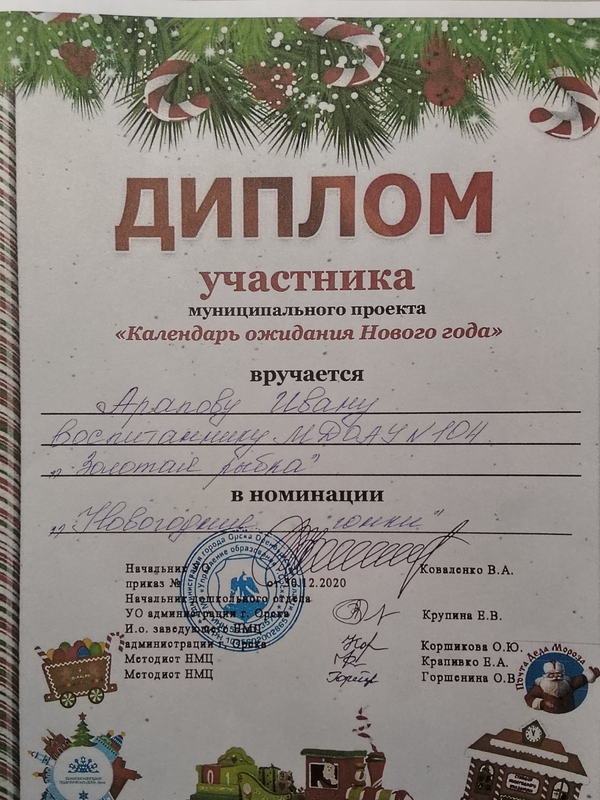 ДИПЛОМ
участника
муниципального проекта
«Календарь ожидания Нового года»
вручается
Арапову Ивану
воспитаннику МДОАУ №104
"Золотая рыбка"
в номинации
"Новогодние гонки"
Начальник УО Коваленко В.А.
приказ № от 30.12.2020
Начальник дошкольного отдела
УО администрации г. Орска Крупина Е.В.
И.о. заведующего НМЦ
администрации г. Орска Коршикова О.Ю.
Методист НМЦ Крапивко Е.А.
Методист НМЦ Горшенина О.В.
Почта Деда Мороза